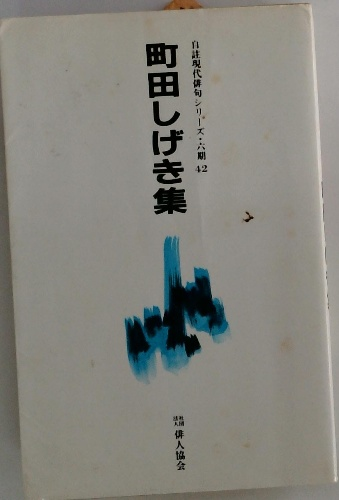 自註現代俳句シリーズ・六期42
町田しげき集
社団法人 俳人協会